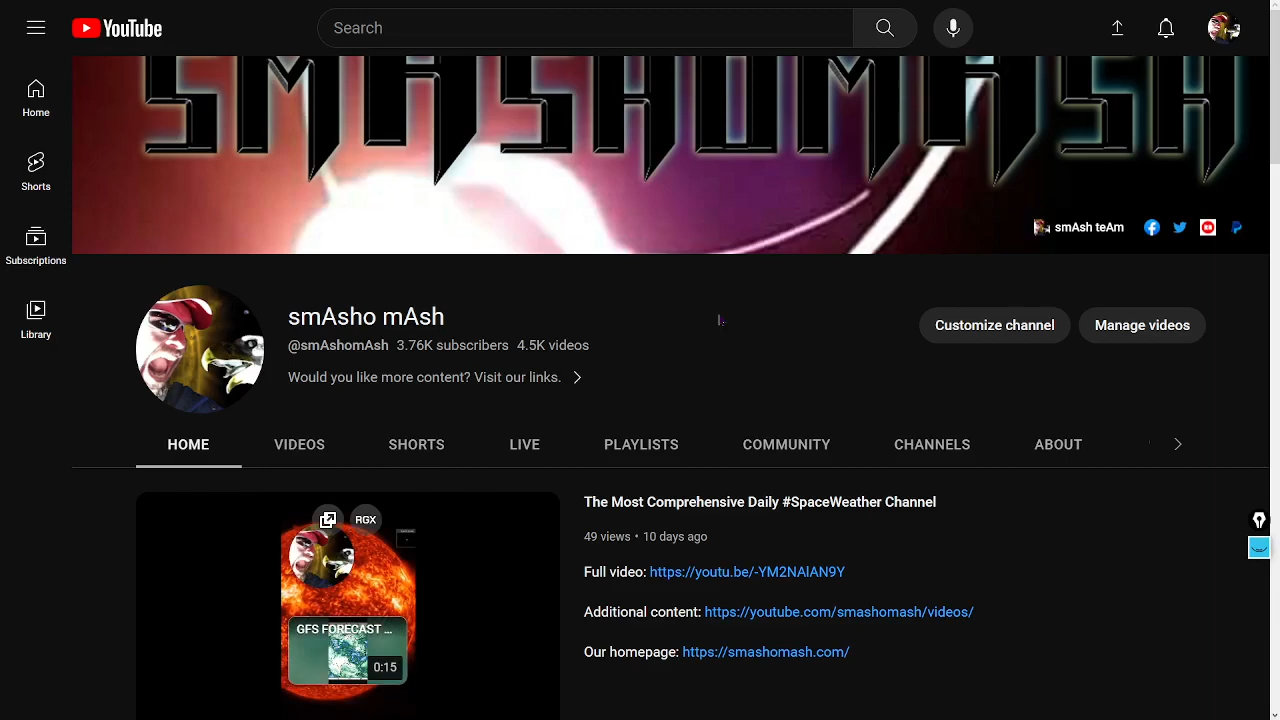 YouTube
Search
Home
Shorts
Subscriptions
Library
SMASHOMASH
smAsh teAm
smAsho mAsh
@smAshomAsh 3.76K subscribers 4.5K videos
Would you like more content? Visit our links.
Customize channel
Manage videos
HOME VIDEOS SHORTS LIVE PLAYLISTS COMMUNITY CHANNELS ABOUT
RGX
GFS FORECAST ...
0:15
The Most Comprehensive Daily #SpaceWeather Channel
49 views • 10 days ago
Full video: https://youtu.be/-YM2NAlAN9Y
Additional content: https://youtube.com/smashomash/videos/
Our homepage: https://smashomash.com/